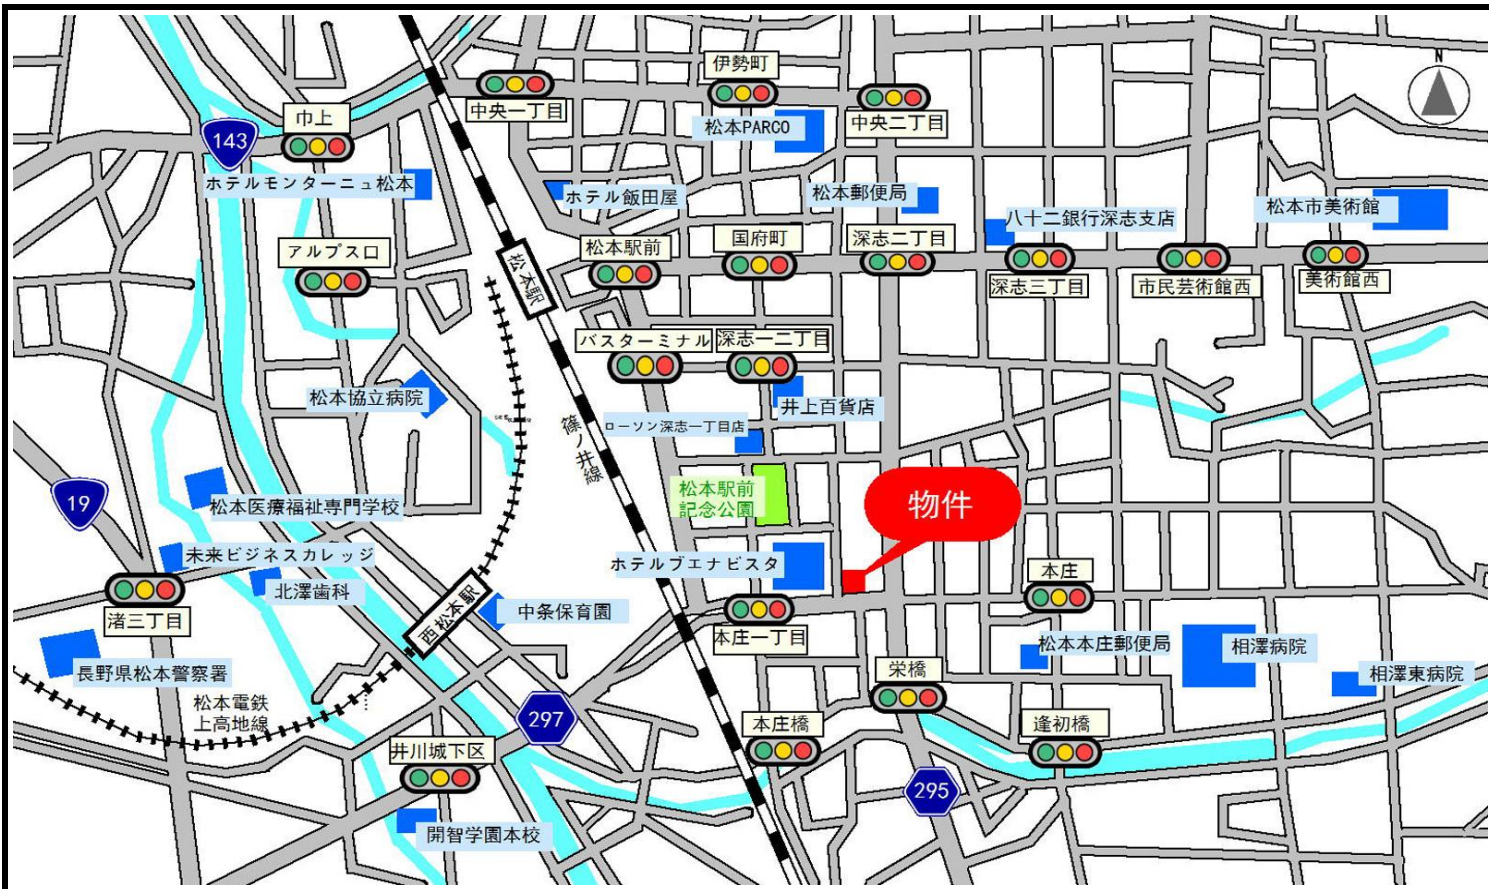 伊勢町
N
中央一丁目
巾上
松本PARCO
中央二丁目
143
ホテルモンターニュ松本
ホテル飯田屋
松本郵便局
八十二銀行深志支店
松本市美術館
アルプス口
松本駅前
国府町
深志二丁目
松本駅
深志三丁目
市民芸術館西
美術館西
バスターミナル
深志一二丁目
松本協立病院
井上百貨店
ローソン深志一丁目店
篠ノ井線
19
松本医療福祉専門学校
松本駅前
記念公園
物件
未来ビジネスカレッジ
北澤歯科
ホテルブエナビスタ
本庄
渚三丁目
西松本駅
中条保育園
本庄一丁目
松本本庄郵便局
相澤病院
長野県松本警察署
栄橋
相澤東病院
松本電鉄
上高地線
297
本庄橋
逢初橋
井川城下区
295
開智学園本校